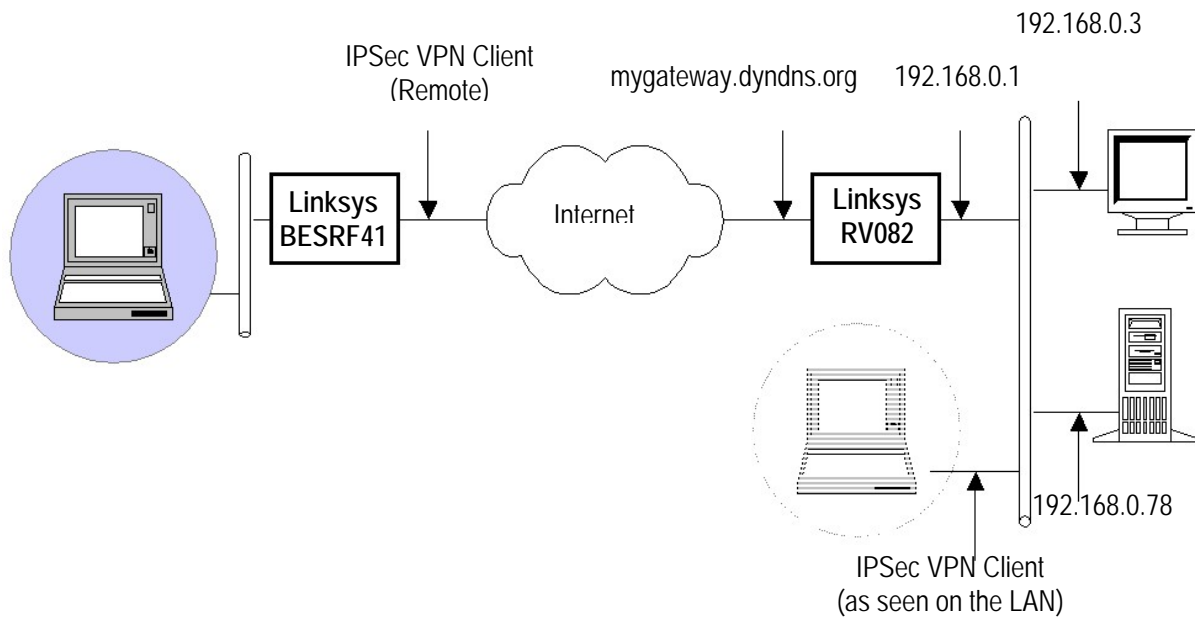 192.168.0.3
IPSec VPN Client
(Remote)
mygateway.dyndns.org
192.168.0.1
Linksys
BESRF41
Internet
Linksys
RV082
192.168.0.78
IPSec VPN Client
(as seen on the LAN)